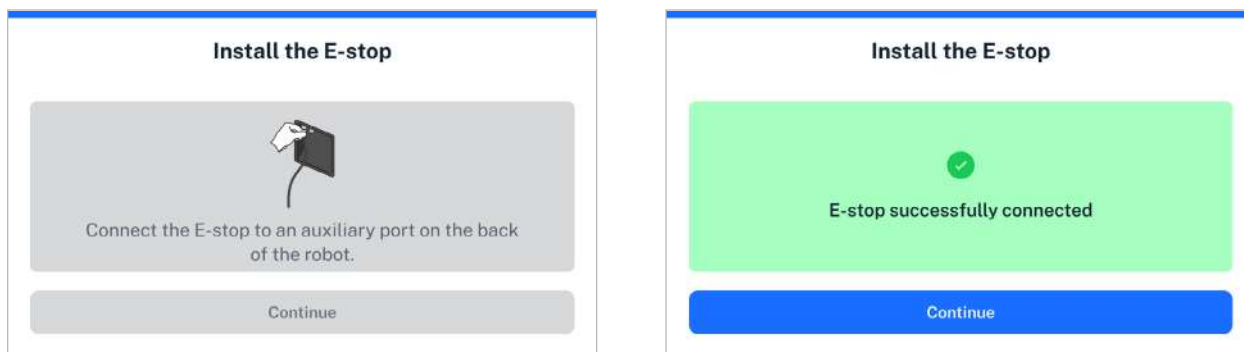 Install the E-stop
Connect the E-stop to an auxiliary port on the back
of the robot.
Continue
Install the E-stop
E-stop successfully connected
Continue